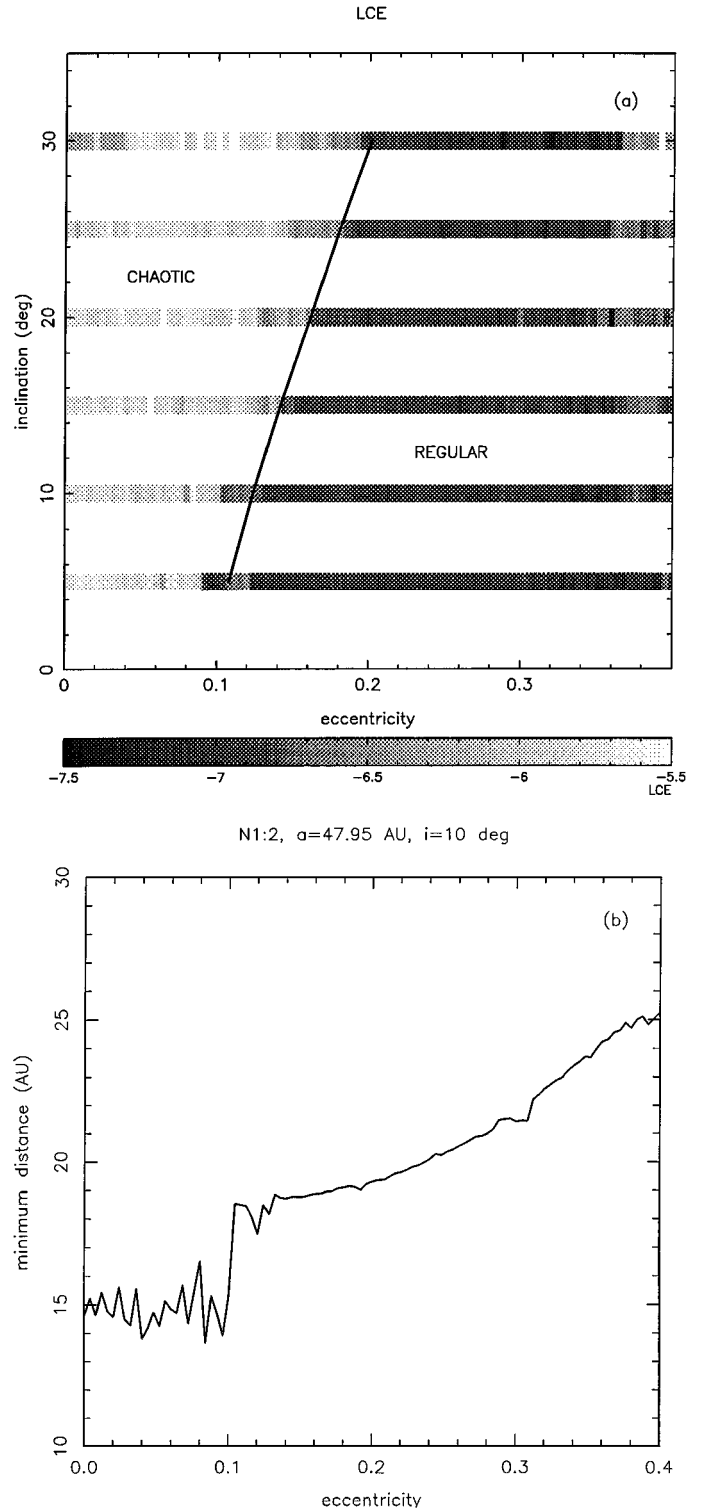 LCE
(a)
30
CHAOTIC
20
inclination (deg)
REGULAR
10
0
0 0.1 0.2 0.3
eccentricity
-7.5 -7 -6.5 -6 -5.5
LCE
N1:2, a=47.95 AU, i=10 deg
30
(b)
25
20
minimum distance (AU)
15
10
0.0 0.1 0.2 0.3 0.4
eccentricity